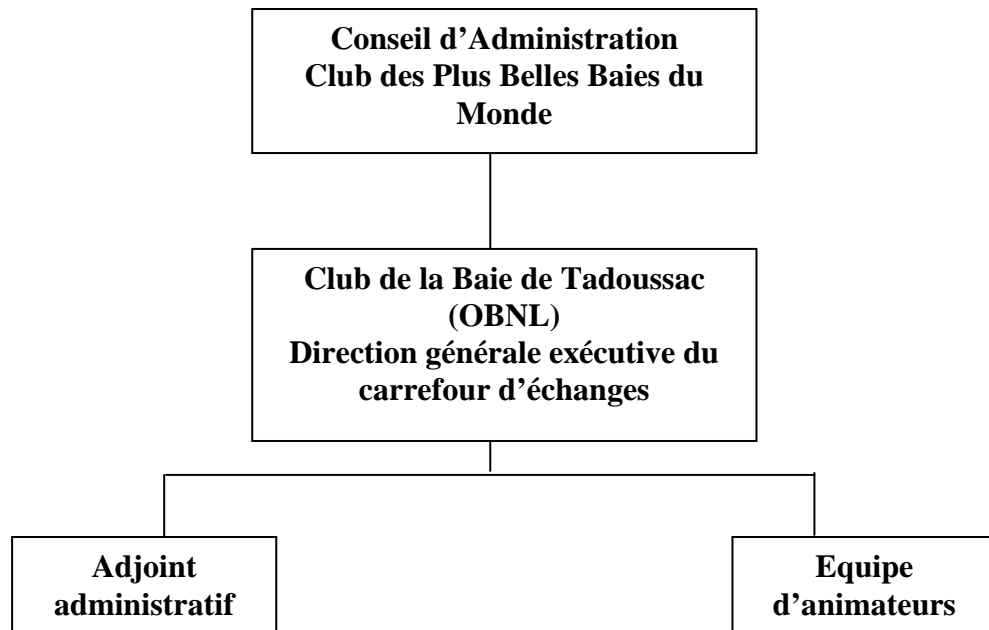 Conseil d’Administration
Club des Plus Belles Baies du
Monde
Club de la Baie de Tadoussac
(OBNL)
Direction générale exécutive du
carrefour d’échanges
Adjoint
administratif
Equipe
d’animateurs